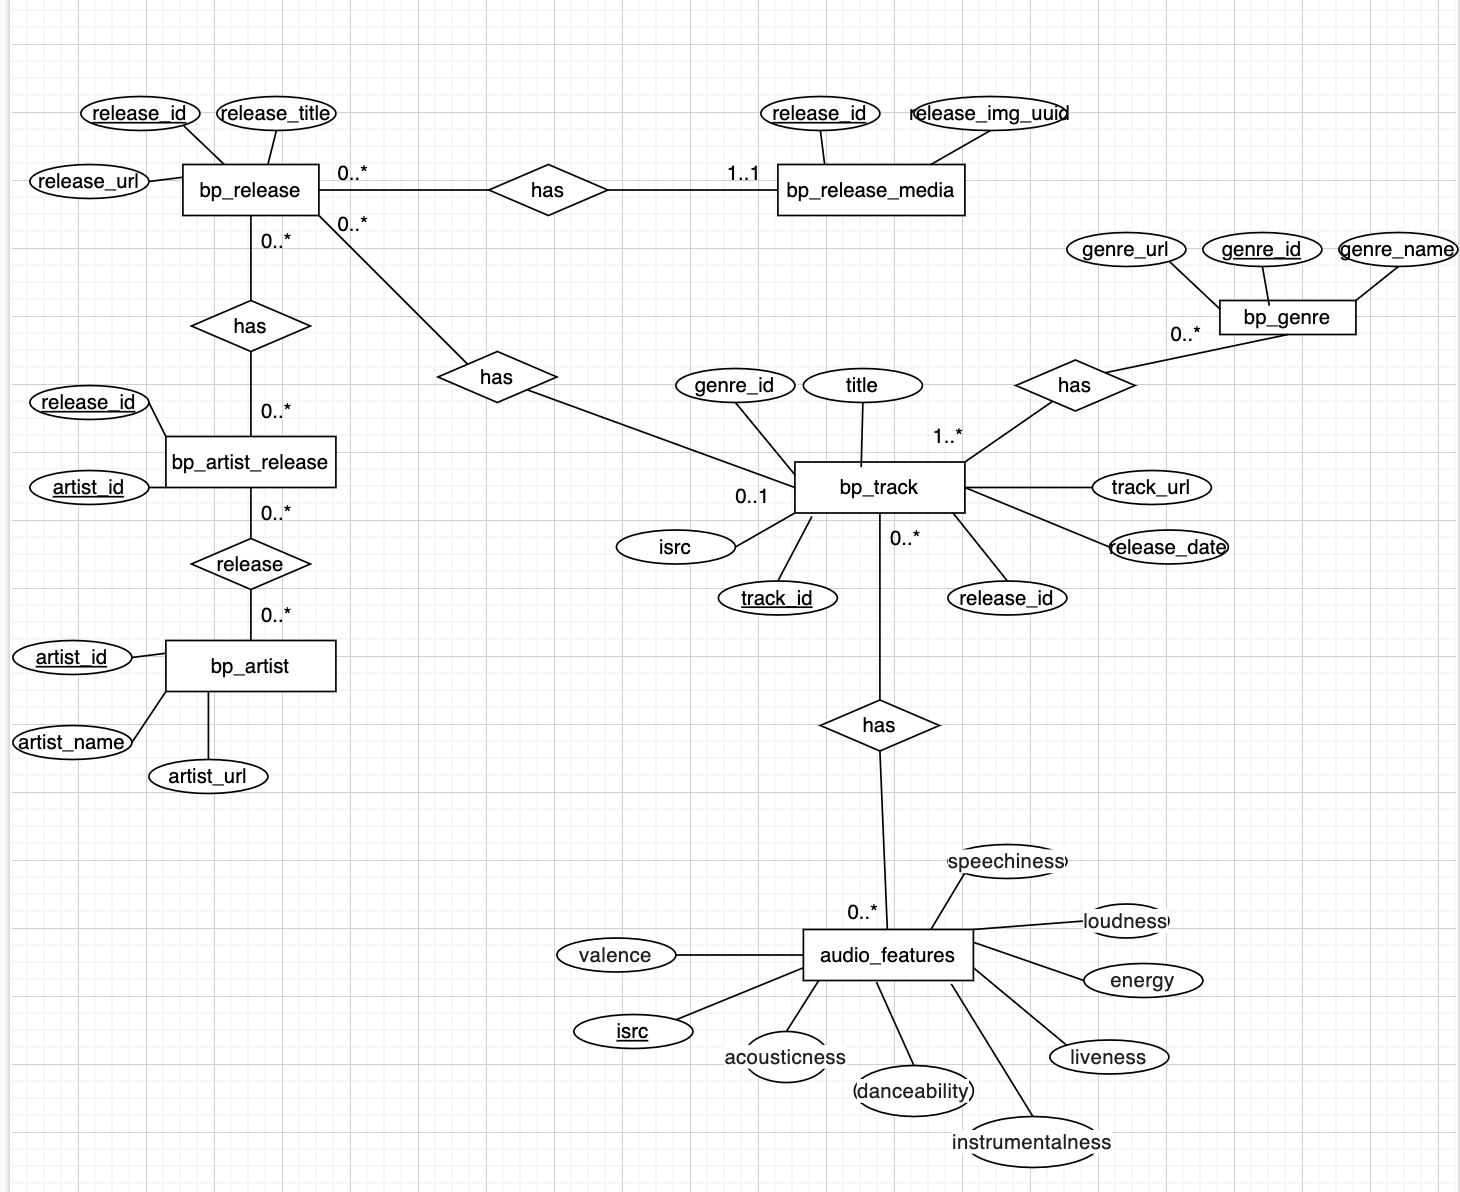 release_id
release_title
release_url
bp_release
0..*
has
1..1
release_id
release_img_uuid
bp_release_media
0..*
0..*
has
0..*
release_id
bp_artist_release
artist_id
0..*
release
0..*
artist_id
bp_artist
artist_name
artist_url
has
genre_url
genre_id
genre_name
bp_genre
0..*
has
1..*
genre_id
title
bp_track
0..1
track_url
release_date
isrc
track_id
release_id
0..*
has
0..*
speechiness
loudness
audio_features
valence
energy
isrc
acousticness
danceability
liveness
instrumentalness